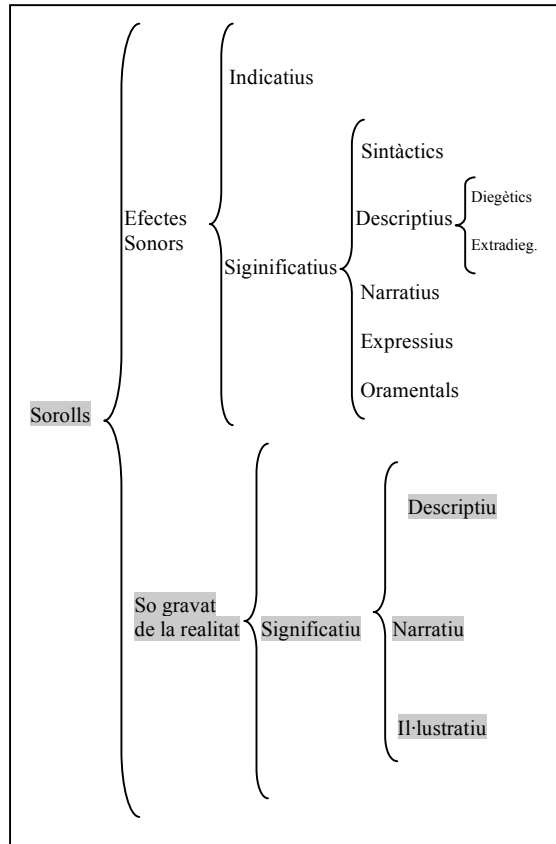 Indicatius
Sintàctics
Diegètics
Efectes
Sonors
Descriptius
Extradieg.
Siginificatius
Narratius
Expressius
Oramentals
Sorolls
Descriptiu
So gravat
de la realitat
Significatiu
Narratiu
Il·lustratiu